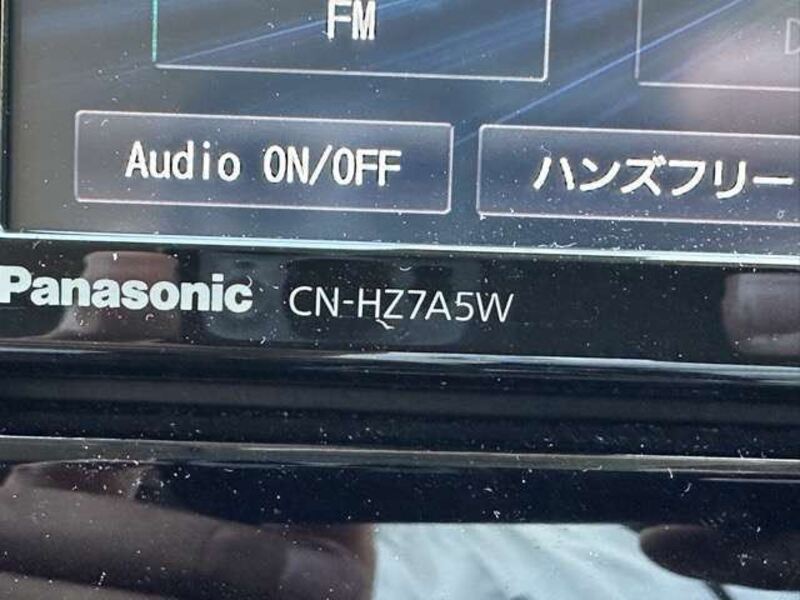 FM
Audio ON/OFF ハンズフリー
Panasonic CN-HZ7A5W